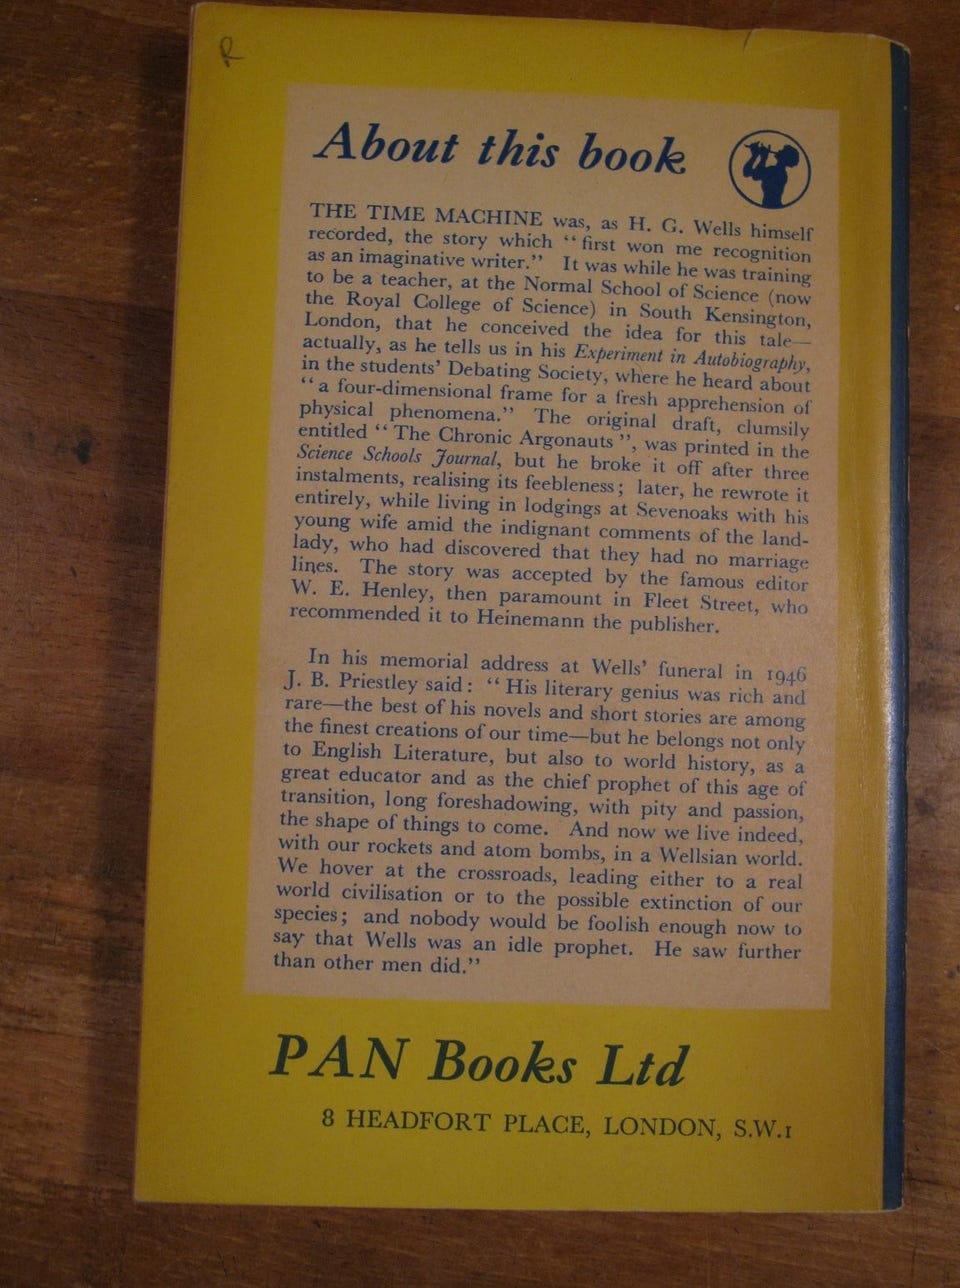 R
About this book
THE TIME MACHINE was, as H. G. Wells himself
recorded, the story which “first won me recognition
as an imaginative writer.” It was while he was training
to be a teacher, at the Normal School of Science (now
the Royal College of Science) in South Kensington,
London, that he conceived the idea for this tale—
actually, as he tells us in his Experiment in Autobiography,
in the students’ Debating Society, where he heard about
“a four-dimensional frame for a fresh apprehension of
physical phenomena.” The original draft, clumsily
entitled “The Chronic Argonauts”, was printed in the
Science Schools Journal, but he broke it off after three
instalments, realising its feebleness; later, he rewrote it
entirely, while living in lodgings at Sevenoaks with his
young wife amid the indignant comments of the land-
lady, who had discovered that they had no marriage
lines. The story was accepted by the famous editor
W. E. Henley, then paramount in Fleet Street, who
recommended it to Heinemann the publisher.
In his memorial address at Wells’ funeral in 1946
J. B. Priestley said: “His literary genius was rich and
rare—the best of his novels and short stories are among
the finest creations of our time—but he belongs not only
to English Literature, but also to world history, as a
great educator and as the chief prophet of this age of
transition, long foreshadowing, with pity and passion,
the shape of things to come. And now we live indeed,
with our rockets and atom bombs, in a Wellsian world.
We hover at the crossroads, leading either to a real
world civilisation or to the possible extinction of our
species; and nobody would be foolish enough now to
say that Wells was an idle prophet. He saw further
than other men did.”
PAN Books Ltd
8 HEADFORT PLACE, LONDON, S.W.1